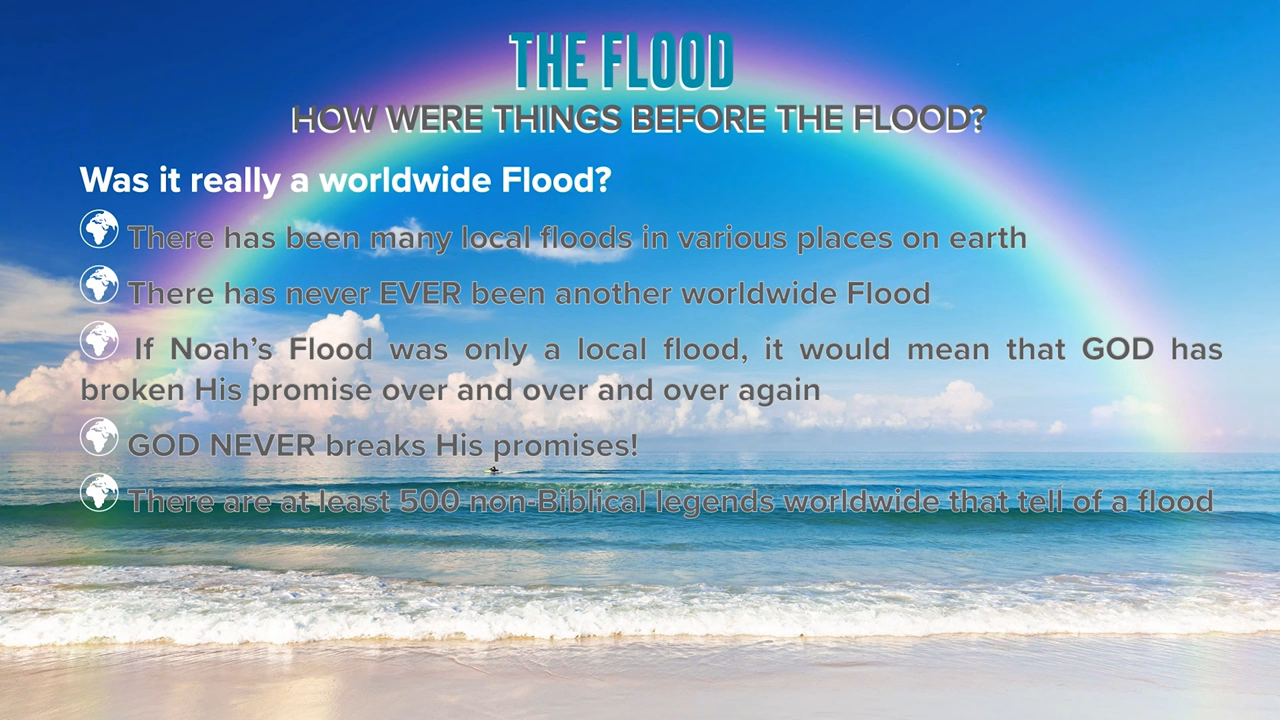 THE FLOOD
HOW WERE THINGS BEFORE THE FLOOD?
Was it really a worldwide Flood?
There has been many local floods in various places on earth
There has never EVER been another worldwide Flood
If Noah’s Flood was only a local flood, it would mean that GOD has
broken His promise over and over and over again
GOD NEVER breaks His promises!
There are at least 500 non-Biblical legends worldwide that tell of a flood